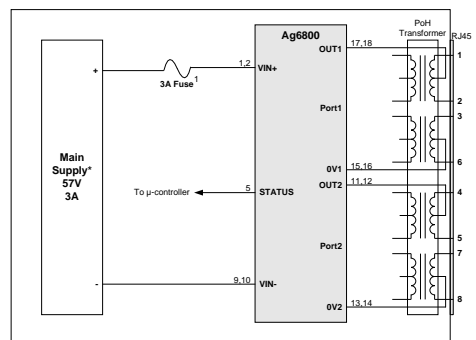 Ag6800
PoH
Transformer
RJ45
OUT1
17,18
1
+
3A Fuse
1
1,2
VIN+
2
Port1
3
Main
Supply*
57V
3A
0V1
15,16
6
To µ-controller
5
STATUS
OUT2
11,12
4
Port2
5
7
-
9,10
VIN-
8
0V2
13,14